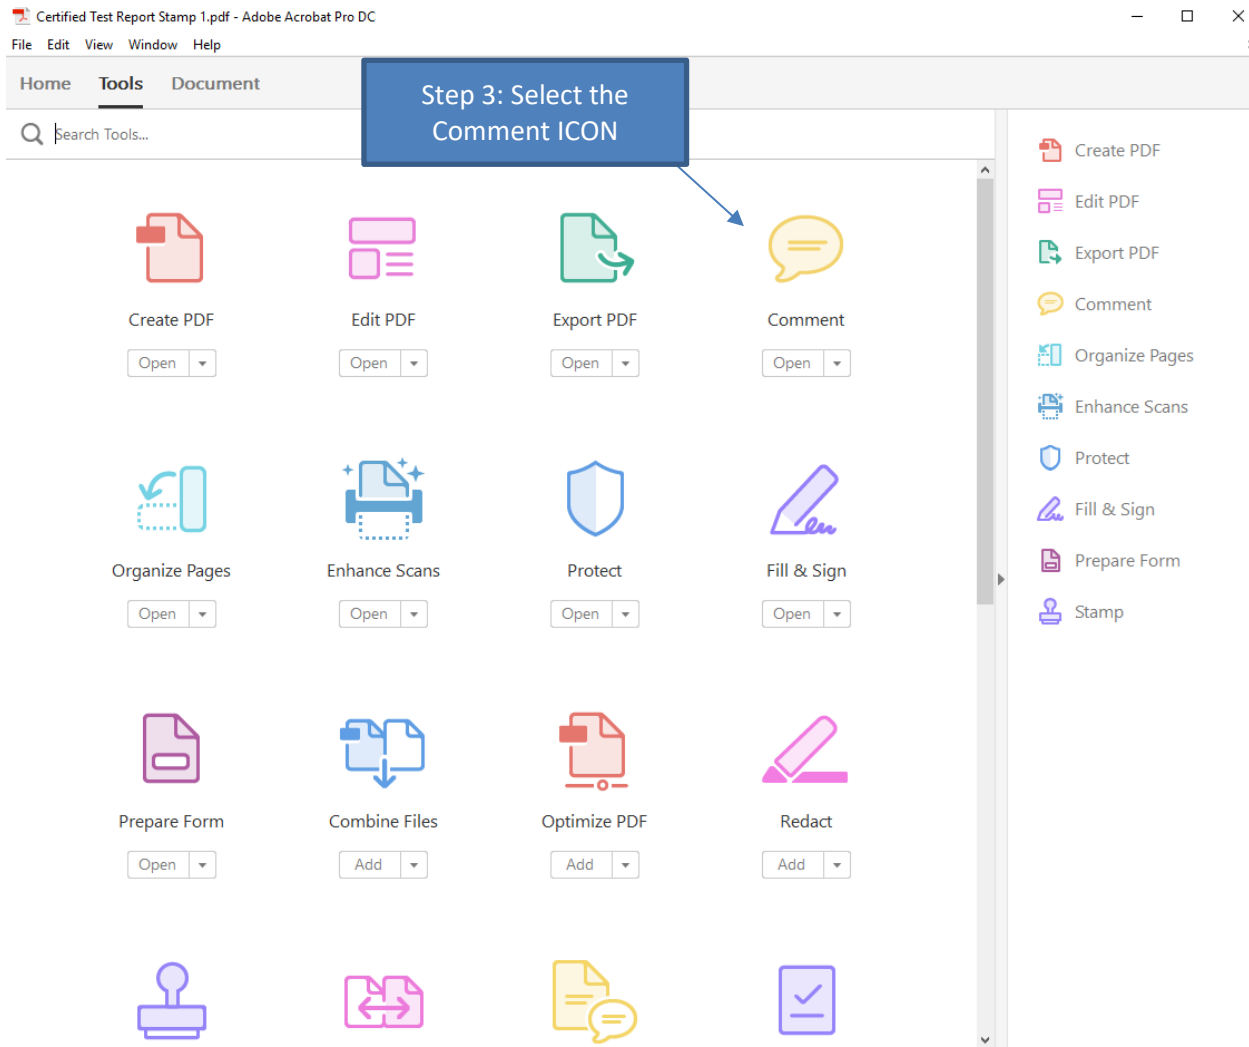 Certified Test Report Stamp 1.pdf - Adobe Acrobat Pro DC
File Edit View Window Help
Home Tools Document
Step 3: Select the
Comment ICON
Search Tools...
Create PDF
Edit PDF
Export PDF
Comment
Open
Open
Open
Open
Organize Pages
Enhance Scans
Protect
Fill & Sign
Open
Open
Open
Open
Prepare Form
Combine Files
Optimize PDF
Redact
Open
Add
Add
Add
Create PDF
Edit PDF
Export PDF
Comment
Organize Pages
Enhance Scans
Protect
Fill & Sign
Prepare Form
Stamp